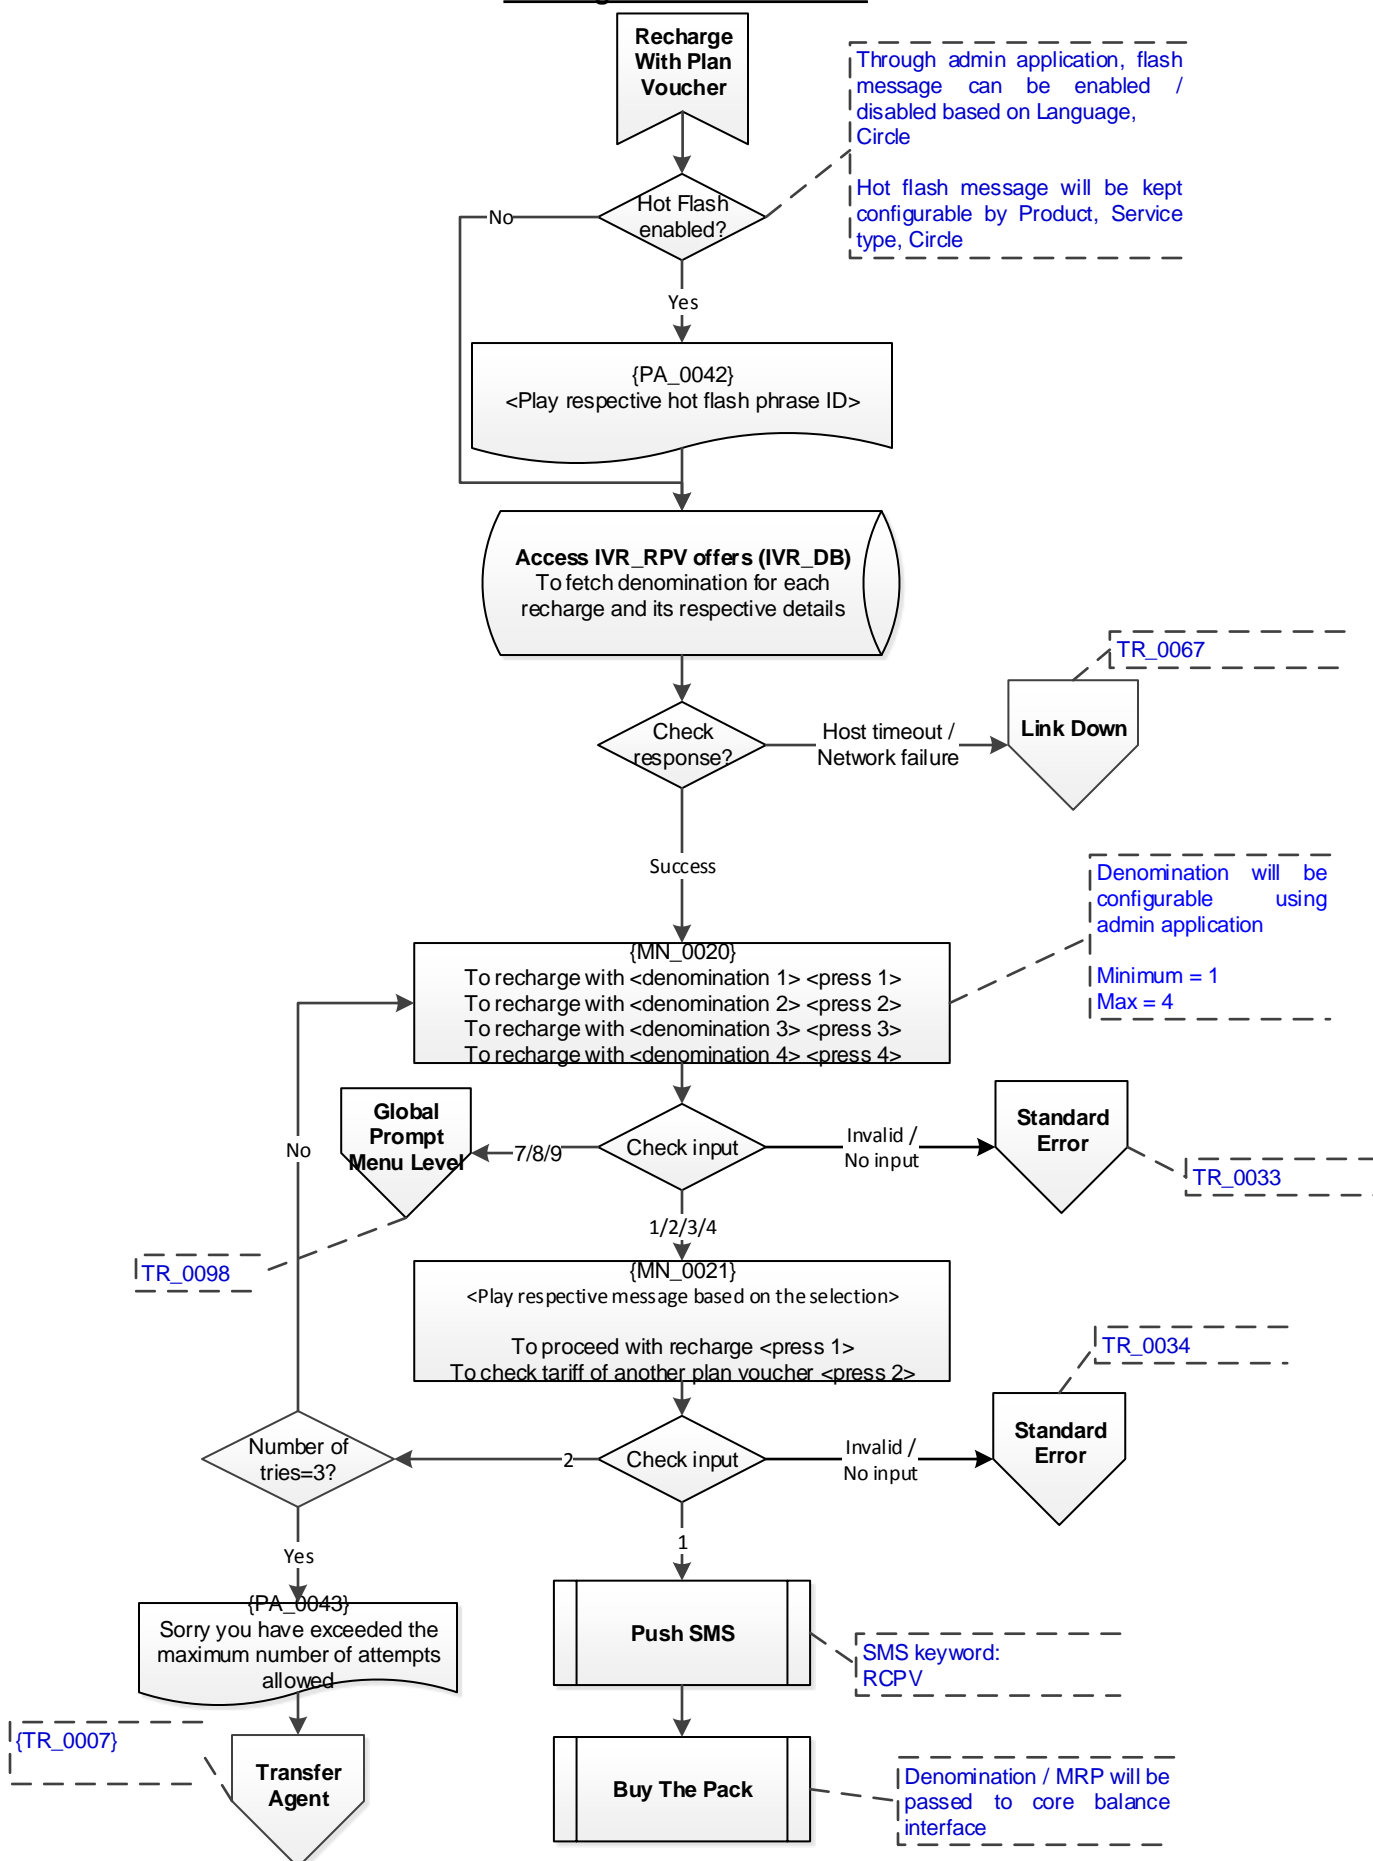 Recharge
With Plan
Voucher
Through admin application, flash
message can be enabled /
disabled based on Language,
Circle
Hot flash message will be kept
configurable by Product, Service
type, Circle
Hot Flash
enabled?
No
Yes
{PA_0042}
<Play respective hot flash phrase ID>
Access IVR_RPV offers (IVR_DB)
To fetch denomination for each
recharge and its respective details
TR_0067
Link Down
Check
response?
Host timeout /
Network failure
Success
Denomination will be
configurable using
admin application
Minimum = 1
Max = 4
{MN_0020}
To recharge with <denomination 1> <press 1>
To recharge with <denomination 2> <press 2>
To recharge with <denomination 3> <press 3>
To recharge with <denomination 4> <press 4>
Global
Prompt
Menu Level
No
7/8/9
Check input
Invalid /
No input
Standard
Error
TR_0033
1/2/3/4
TR_0098
{MN_0021}
<Play respective message based on the selection>
To proceed with recharge <press 1>
To check tariff of another plan voucher <press 2>
TR_0034
Number of
tries=3?
2
Check input
Invalid /
No input
Standard
Error
1
Yes
{PA_0043}
Sorry you have exceeded the
maximum number of attempts
allowed
Push SMS
SMS keyword:
RCPV
{TR_0007}
Transfer
Agent
Buy The Pack
Denomination / MRP will be
passed to core balance
interface